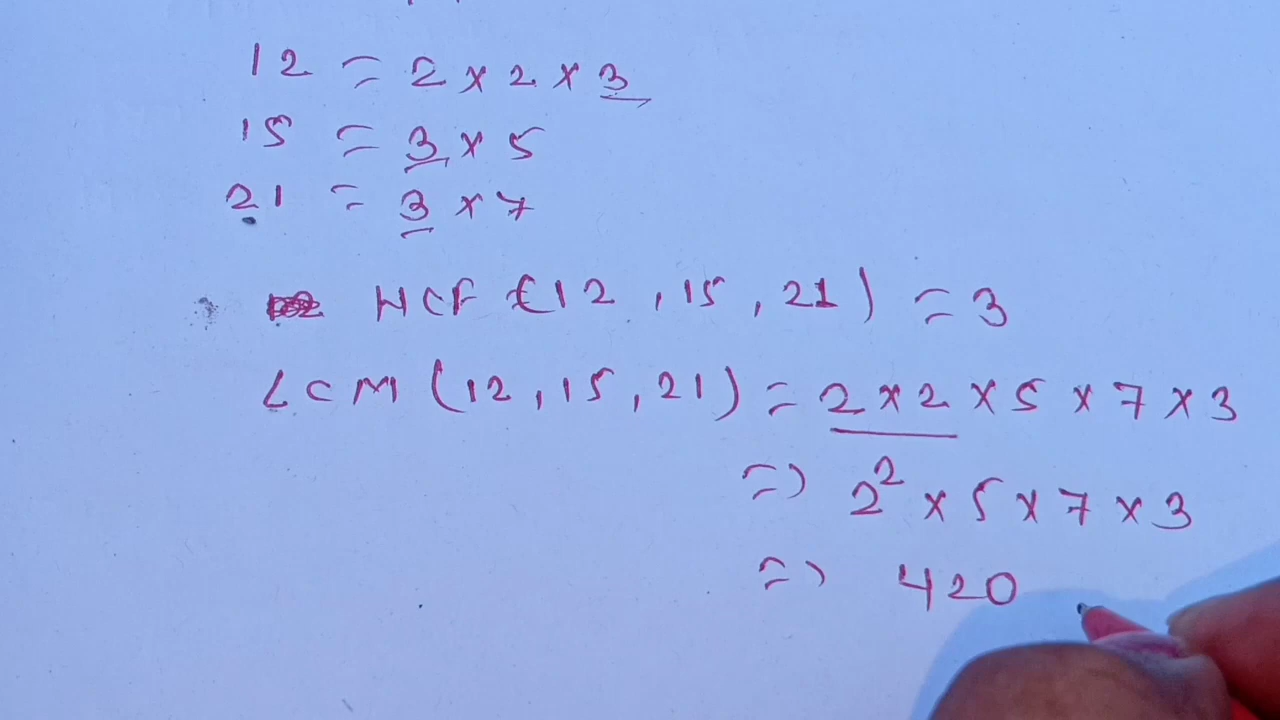 12 = 2 × 2 × 3
15 = 3 × 5
21 = 3 × 7
HCF (12, 15, 21) = 3
LCM (12, 15, 21) = 2 × 2 × 5 × 7 × 3
=> 2² × 5 × 7 × 3
=> 420